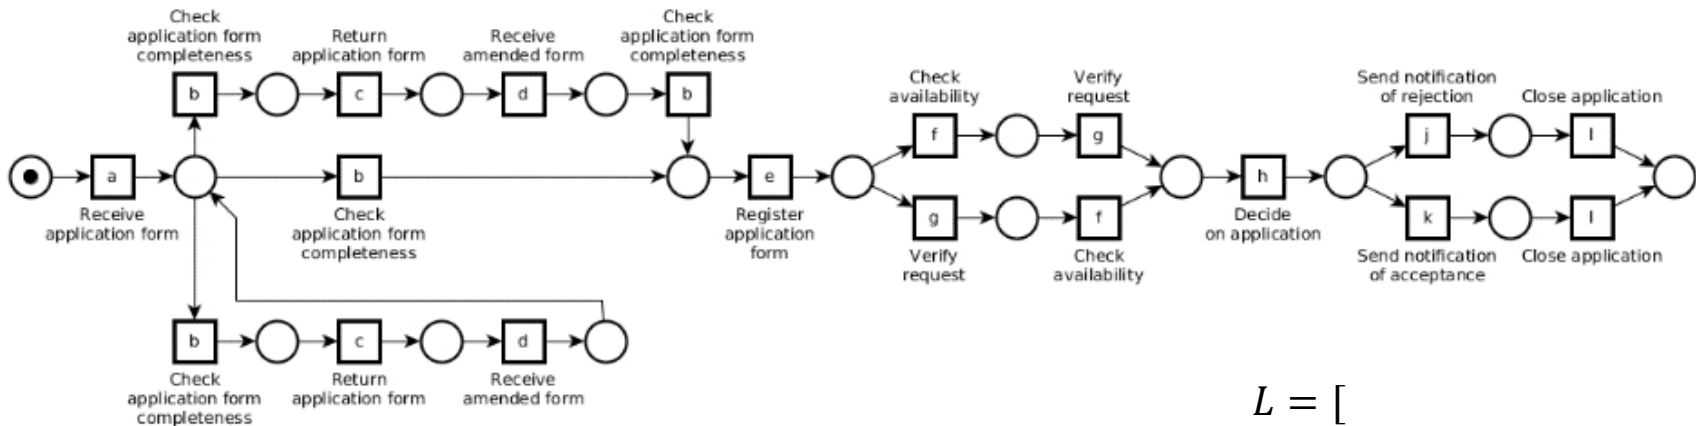 Check
application form
completeness
b
Return
application form
c
Receive
amended form
d
Check
application form
completeness
b
a
Receive
application form
b
Check
application form
completeness
b
Check
application form
completeness
c
Return
application form
d
Receive
amended form
e
Register
application
form
Check
availability
f
Verify
request
g
g
Verify
request
f
Check
availability
h
Decide
on application
Send notification
of rejection
j
Close application
l
k
Send notification
of acceptance
l
Close application
L = [